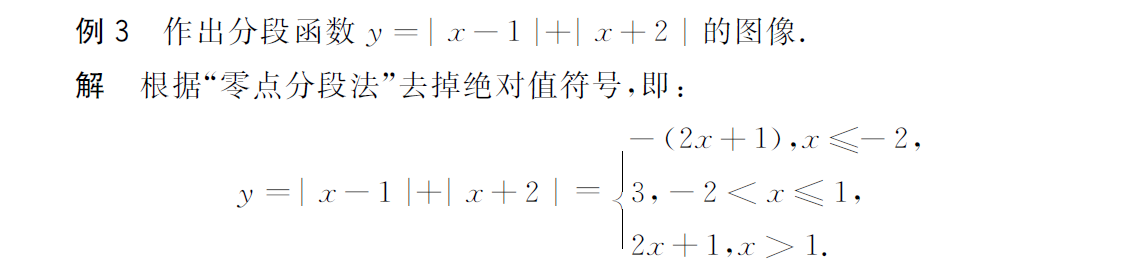 例 3 作出分段函数 y=| x-1 |+| x+2 | 的图像.
解 根据“零点分段法”去掉绝对值符号,即:
-(2x+1),x⩽-2,
y=| x-1 |+| x+2 |={3,-2<x⩽1,
2x+1,x>1.